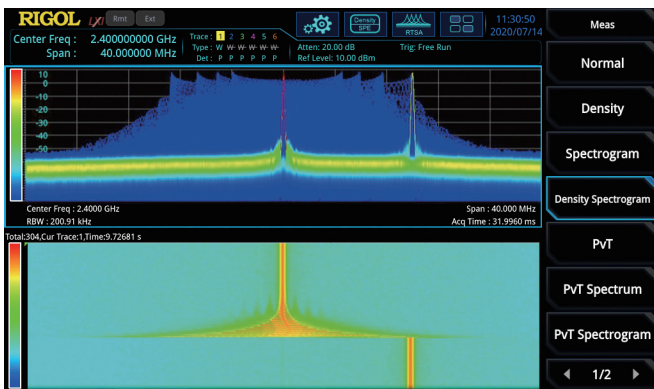 RIGOL LXI Rmt Ext
Density SPE
RTSA
11:30:50
2020/07/14
Center Freq : 2.400000000 GHz
Span : 40.000000 MHz
Trace : 1 2 3 4 5 6
Type : W W W W W W
Det : P P P P P P
Atten: 20.00 dB
Ref Level: 10.00 dBm
Trig: Free Run
10
0
-10
-20
-30
-40
-50
Center Freq : 2.4000 GHz
Span : 40.000 MHz
RBW : 200.91 kHz
Acq Time : 31.9960 ms
Total:304,Cur Trace:1,Time:9.72681 s
Meas
Normal
Density
Spectrogram
Density Spectrogram
PvT
PvT Spectrum
PvT Spectrogram
1/2